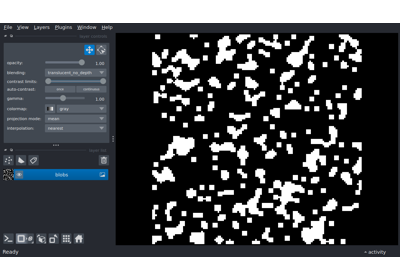 File View Layers Plugins Window Help
opacity: 1.00
blending: translucent_no_depth
contrast limits:
auto-contrast: once continuous
gamma: 1.00
colormap: gray
projection mode: none
interpolation: nearest
blobs
Ready activity